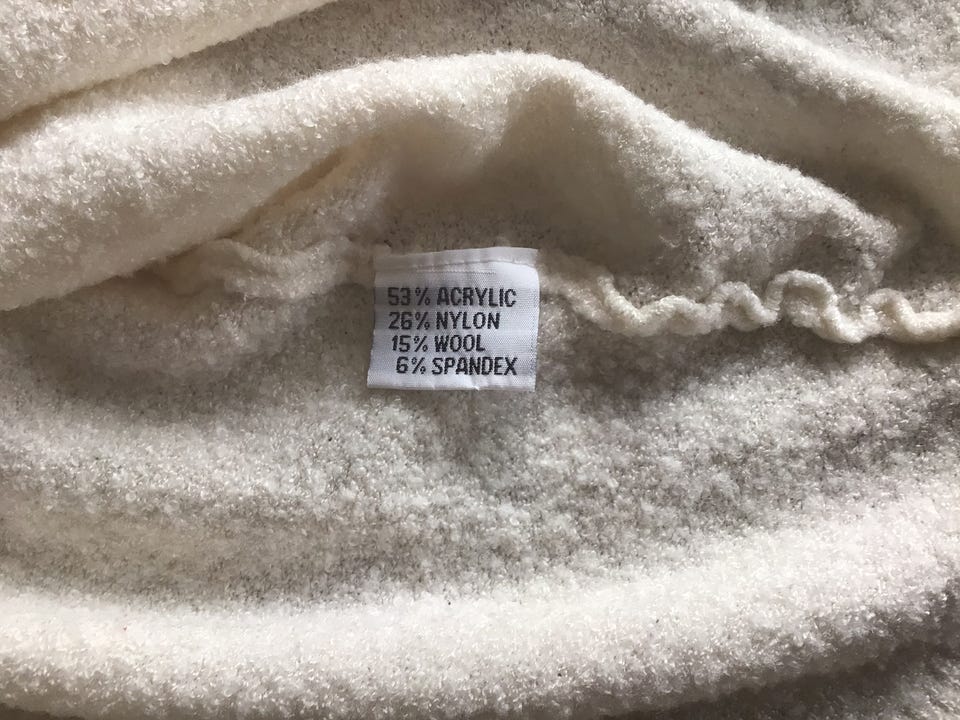 53% ACRYLIC
26% NYLON
15% WOOL
6% SPANDEX